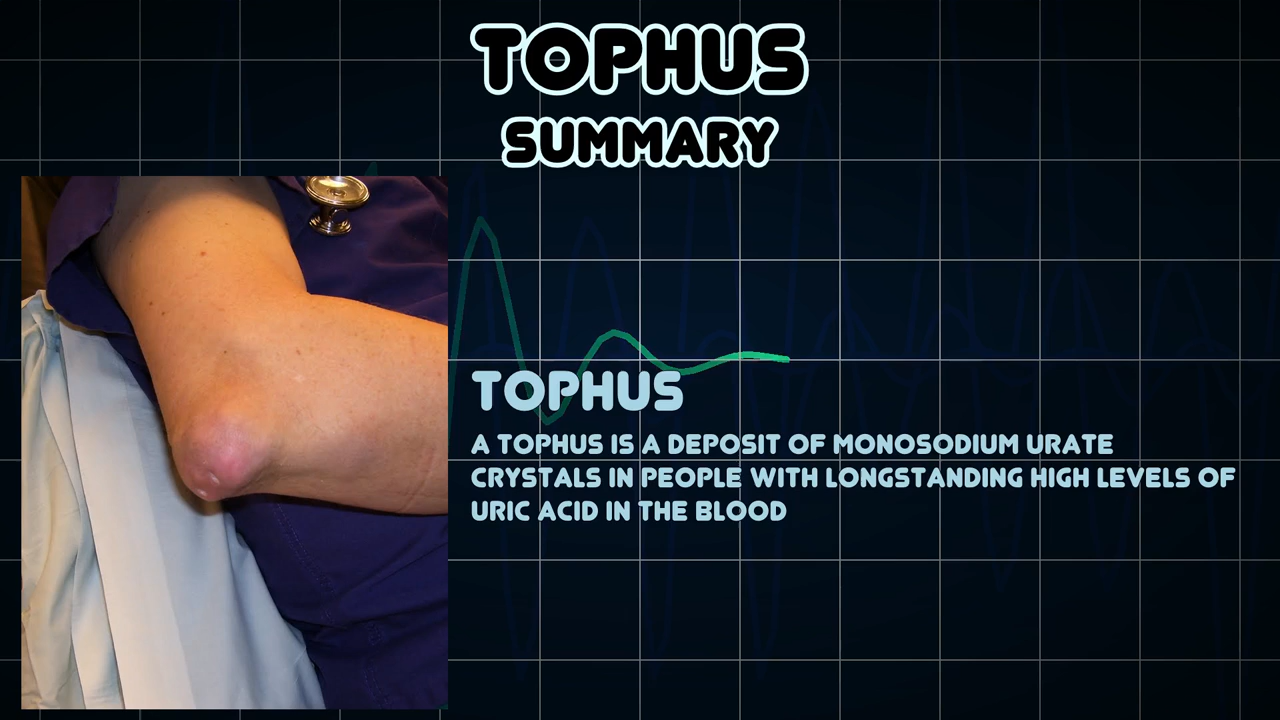 TOPHUS
SUMMARY
TOPHUS
A TOPHUS IS A DEPOSIT OF MONOSODIUM URATE
CRYSTALS IN PEOPLE WITH LONGSTANDING HIGH LEVELS OF
URIC ACID IN THE BLOOD